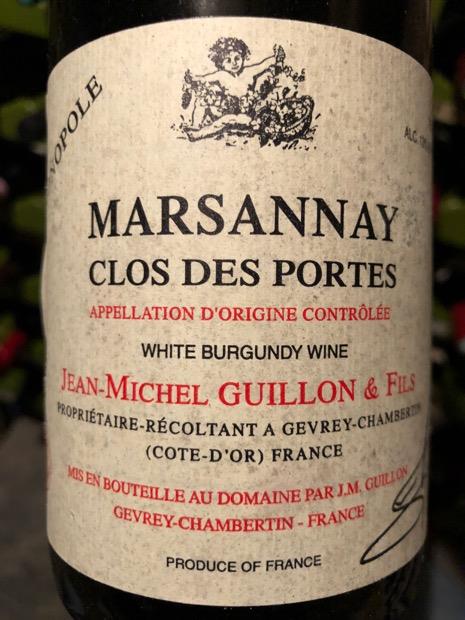 MARSANNAY
CLOS DES PORTES
APPELLATION D'ORIGINE CONTRÔLÉE
WHITE BURGUNDY WINE
JEAN-MICHEL GUILLON & FILS
PROPRIÉTAIRE-RÉCOLTANT A GEVREY-CHAMBERTIN
(COTE-D'OR) FRANCE
MIS EN BOUTEILLE AU DOMAINE PAR J.M. GUILLON
GEVREY-CHAMBERTIN - FRANCE
PRODUCE OF FRANCE